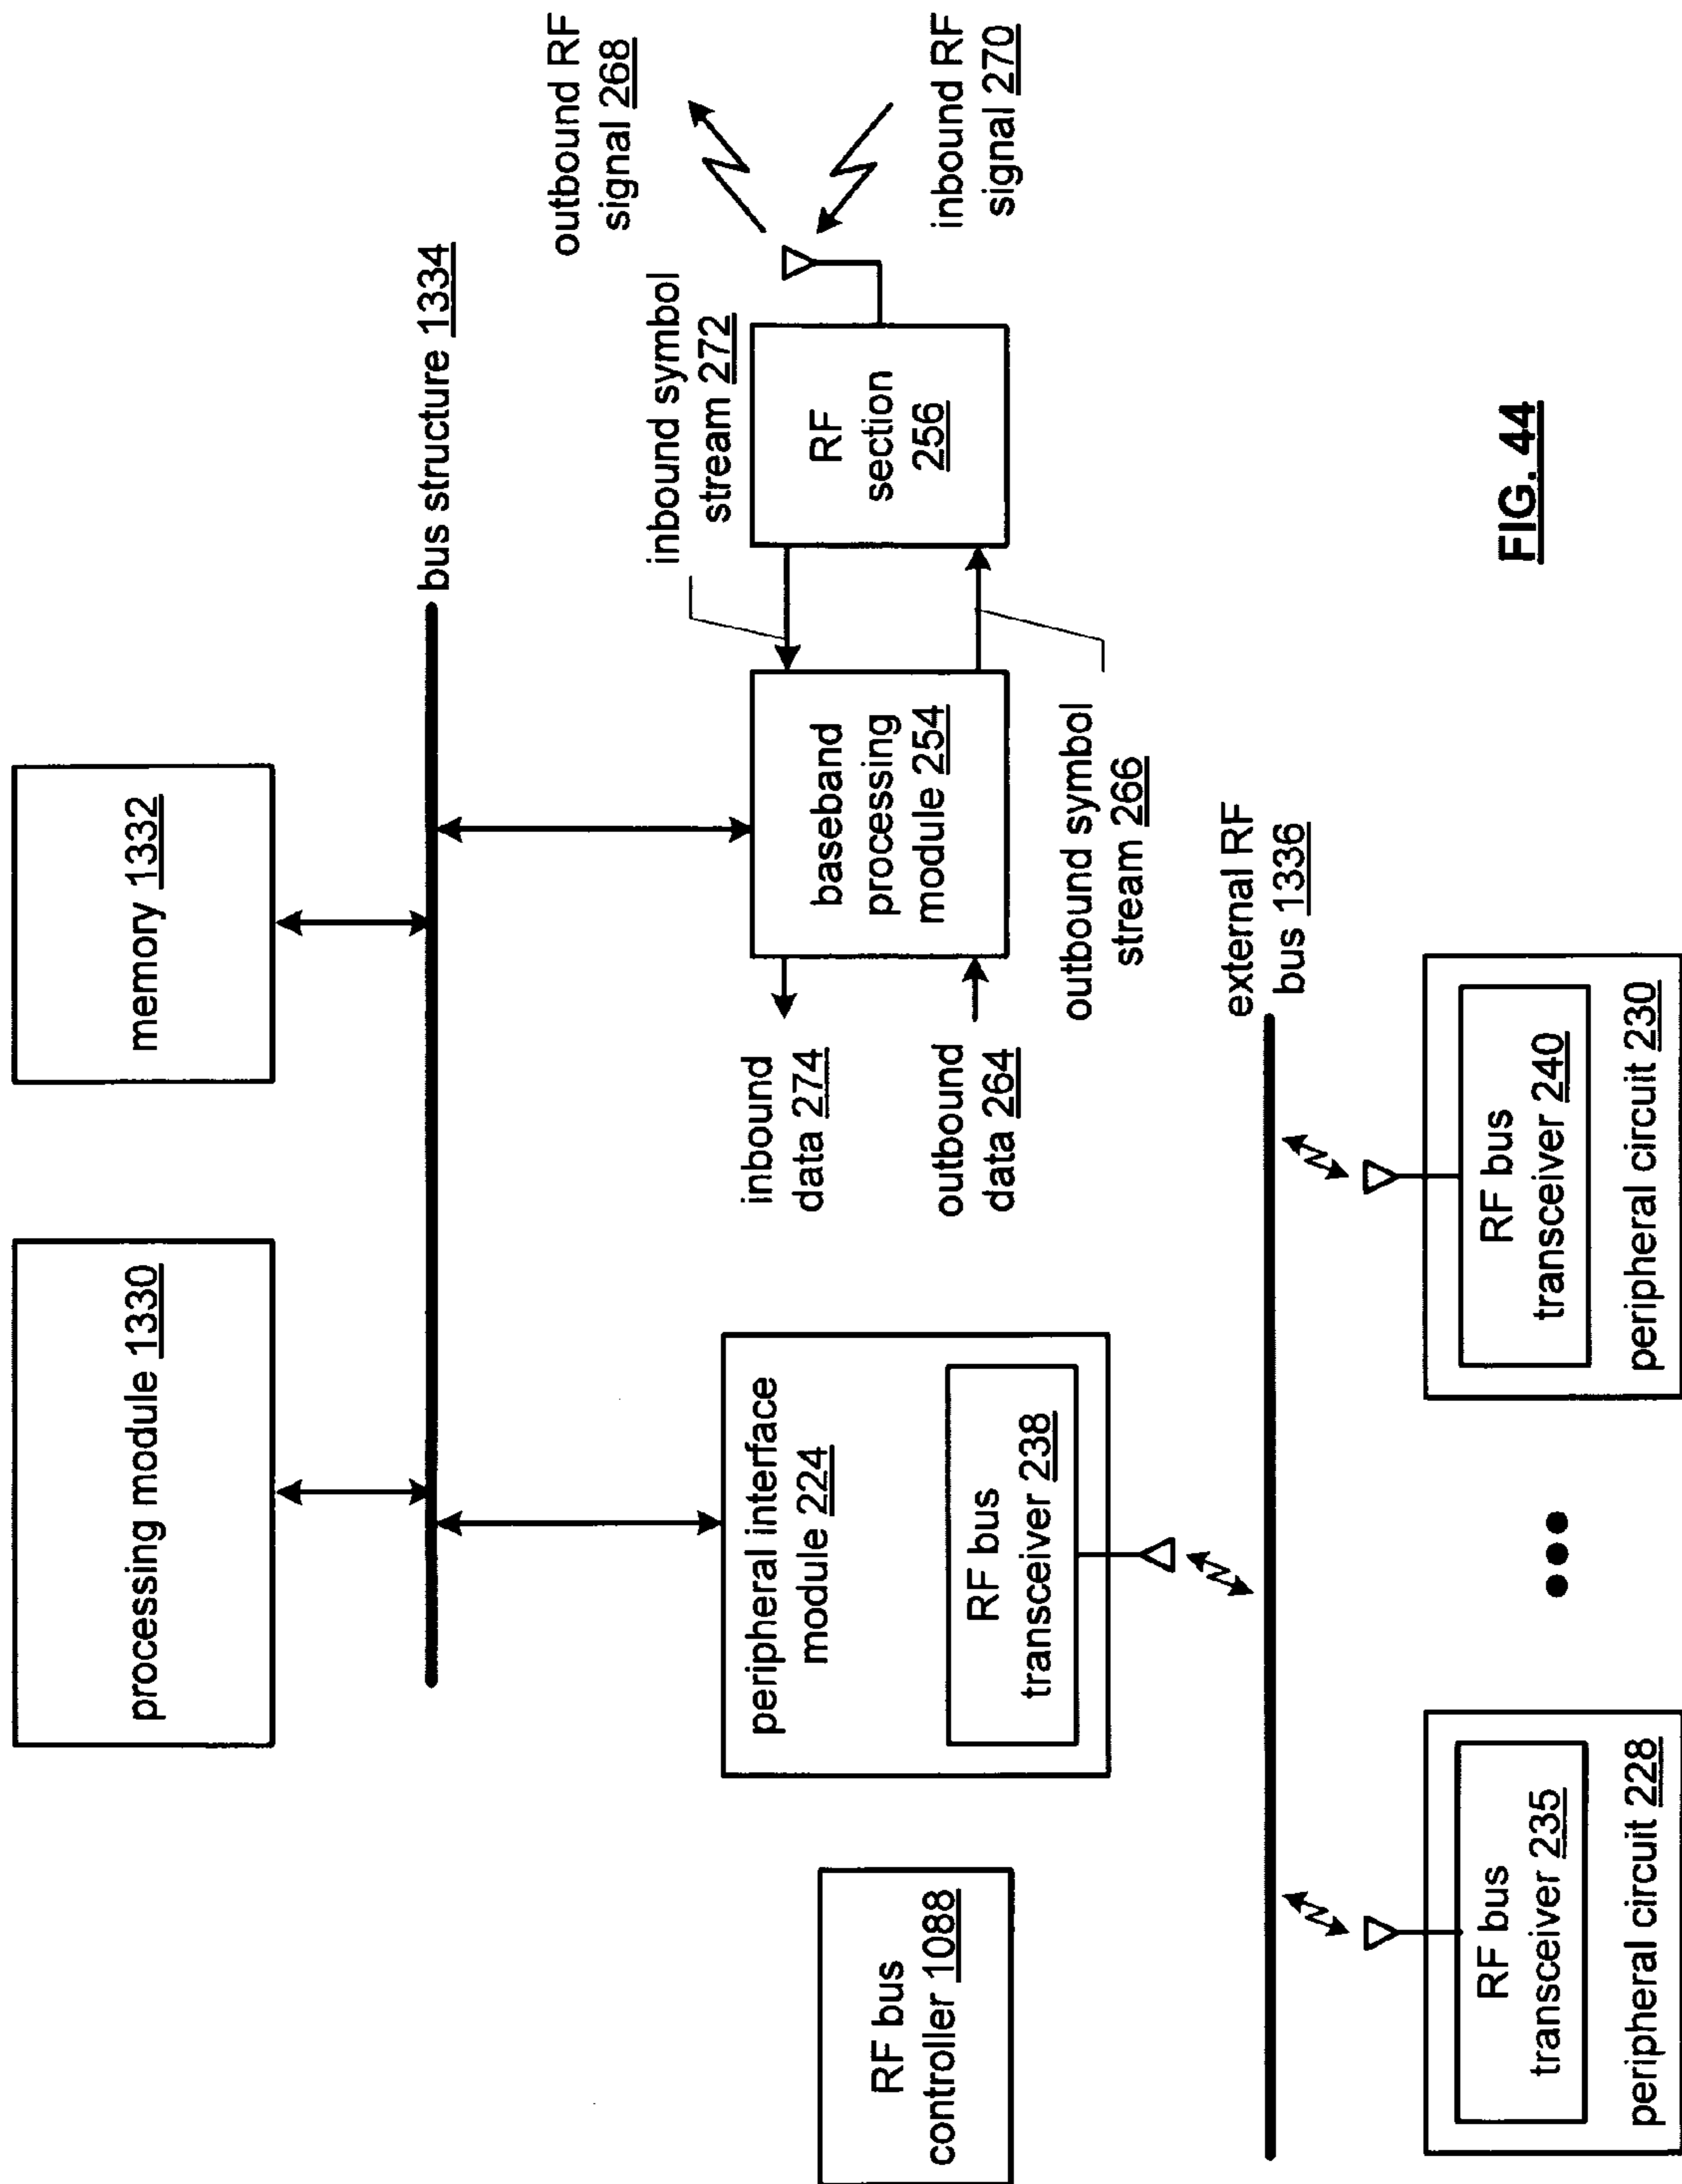 processing module 1330
memory 1332
bus structure 1334
RF bus
controller 1088
peripheral interface
module 224
RF bus
transceiver 238
inbound
data 274
outbound
data 264
baseband
processing
module 254
inbound symbol
stream 272
outbound symbol
stream 266
RF
section
256
outbound RF
signal 268
inbound RF
signal 270
external RF
bus 1336
RF bus
transceiver 235
peripheral circuit 228
RF bus
transceiver 240
peripheral circuit 230
FIG. 44